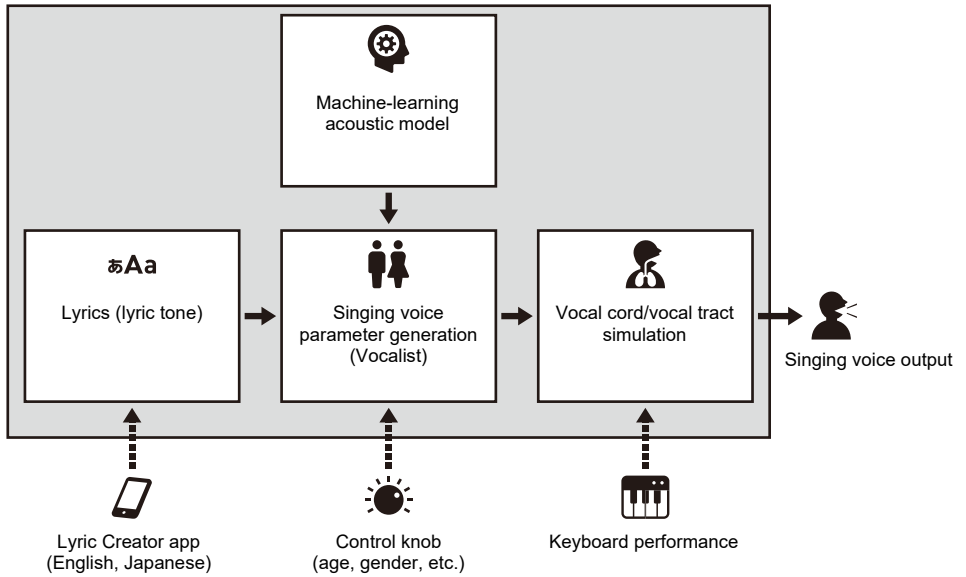 Machine-learning
acoustic model
あAa
Lyrics (lyric tone)
Singing voice
parameter generation
(Vocalist)
Vocal cord/vocal tract
simulation
Singing voice output
Lyric Creator app
(English, Japanese)
Control knob
(age, gender, etc.)
Keyboard performance